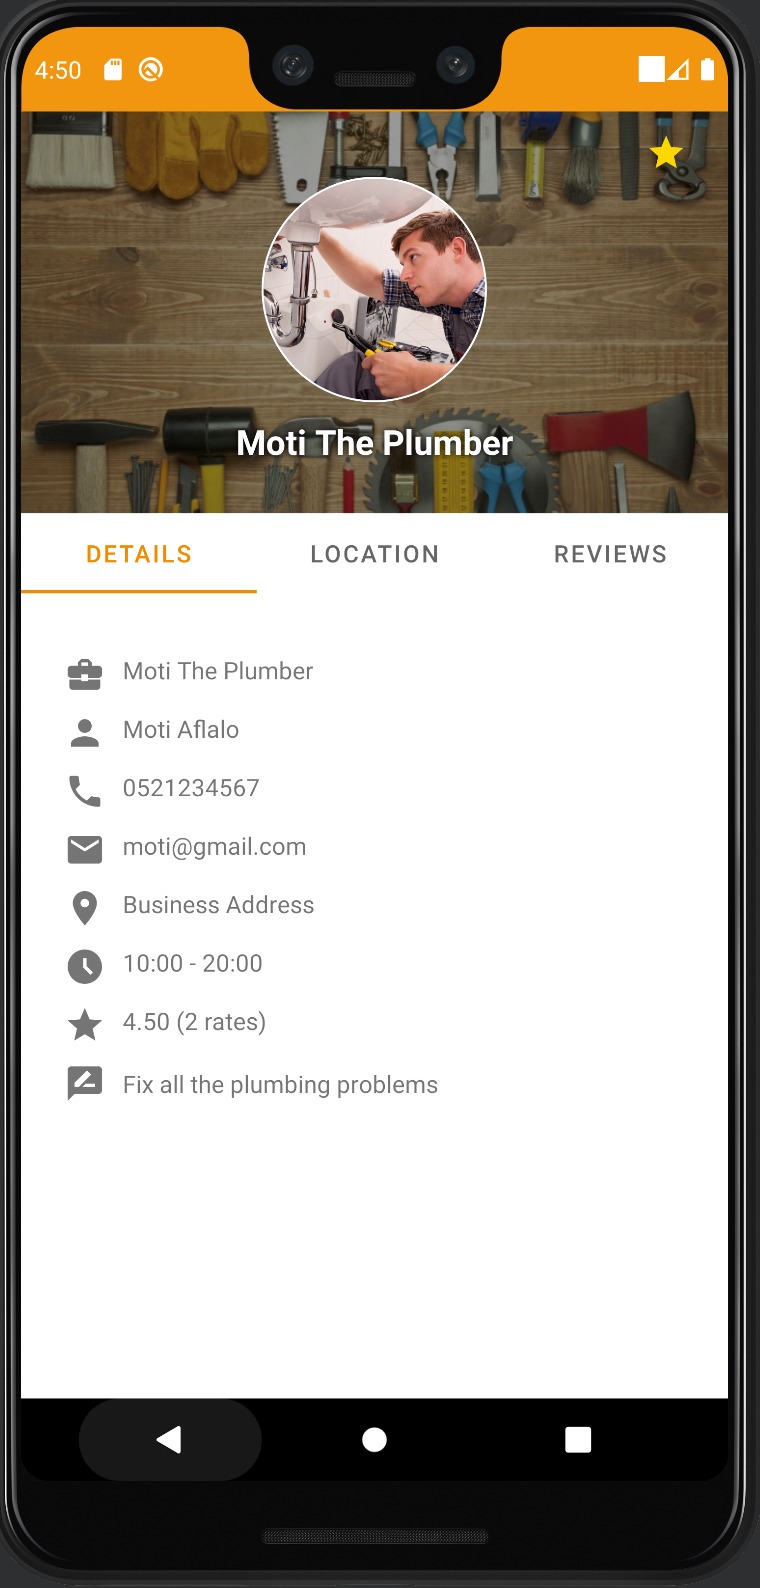 4:50
Moti The Plumber
DETAILS LOCATION REVIEWS
Moti The Plumber
Moti Aflalo
0521234567
moti@gmail.com
Business Address
10:00 - 20:00
4.50 (2 rates)
Fix all the plumbing problems